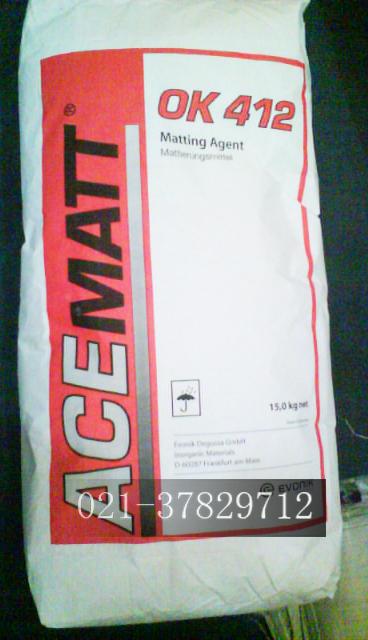 ACEMATT®
OK 412
Matting Agent
Mattierungsmittel
15,0 kg net
Evonik Degussa GmbH
Inorganic Materials
D-60287 Frankfurt am Main
EVONIK
021-37829712